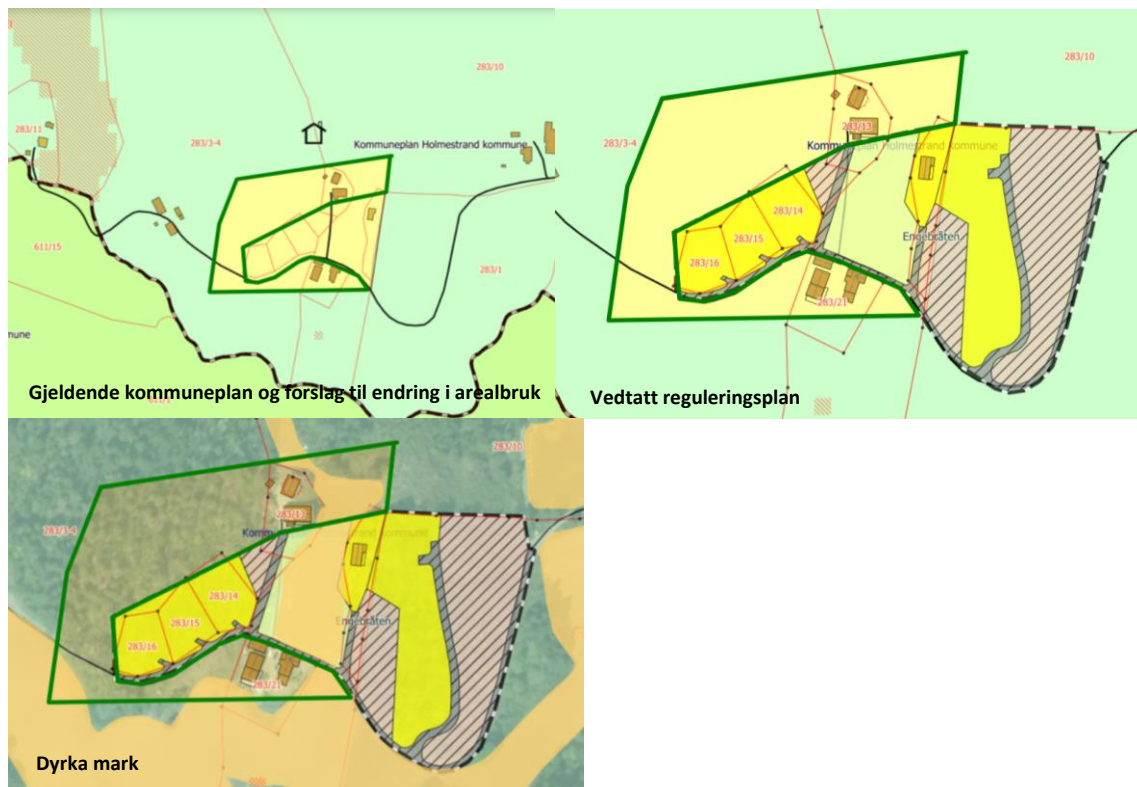 283/10
283/11
283/3-4
Kommuneplan Holmestrand kommune
611/15
283/1
mune
Gjeldende kommuneplan og forslag til endring i arealbruk
283/10
283/3-4
283/13
Kommuneplan Holmestrand kommune
283/14
283/15
283/16
Engebråten
283/21
Vedtatt reguleringsplan
283/10
283/3-4
283/13
283/14
283/15
283/16
Engebråten
283/21
Dyrka mark